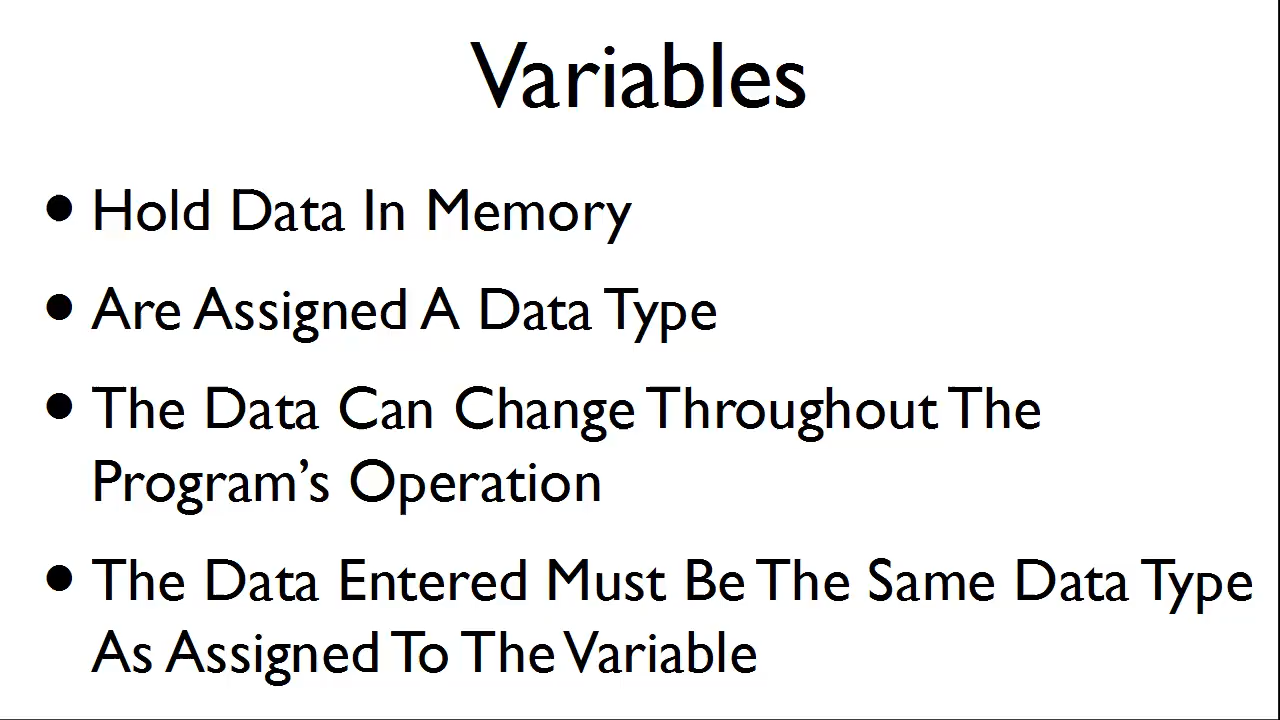 Variables
• Hold Data In Memory
• Are Assigned A Data Type
• The Data Can Change Throughout The
Program’s Operation
• The Data Entered Must Be The Same Data Type
As Assigned To The Variable